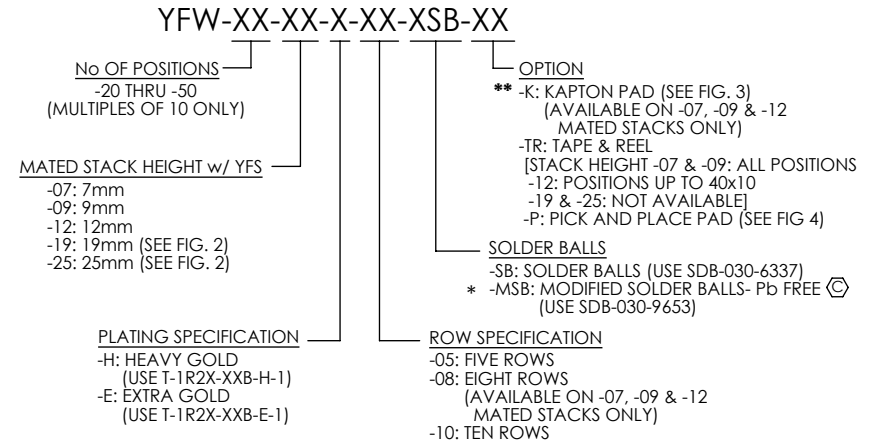 YFW-XX-XX-X-XX-XSB-XX
No OF POSITIONS
-20 THRU -50
(MULTIPLES OF 10 ONLY)
MATED STACK HEIGHT w/ YFS
-07: 7mm
-09: 9mm
-12: 12mm
-19: 19mm (SEE FIG. 2)
-25: 25mm (SEE FIG. 2)
PLATING SPECIFICATION
-H: HEAVY GOLD
(USE T-1R2X-XXB-H-1)
-E: EXTRA GOLD
(USE T-1R2X-XXB-E-1)
OPTION
** -K: KAPTON PAD (SEE FIG. 3)
(AVAILABLE ON -07, -09 & -12
MATED STACKS ONLY)
-TR: TAPE & REEL
[STACK HEIGHT -07 & -09: ALL POSITIONS
-12: POSITIONS UP TO 40x10
-19 & -25: NOT AVAILABLE]
-P: PICK AND PLACE PAD (SEE FIG 4)
SOLDER BALLS
-SB: SOLDER BALLS (USE SDB-030-6337)
* -MSB: MODIFIED SOLDER BALLS- Pb FREE C
(USE SDB-030-9653)
ROW SPECIFICATION
-05: FIVE ROWS
-08: EIGHT ROWS
(AVAILABLE ON -07, -09 & -12
MATED STACKS ONLY)
-10: TEN ROWS